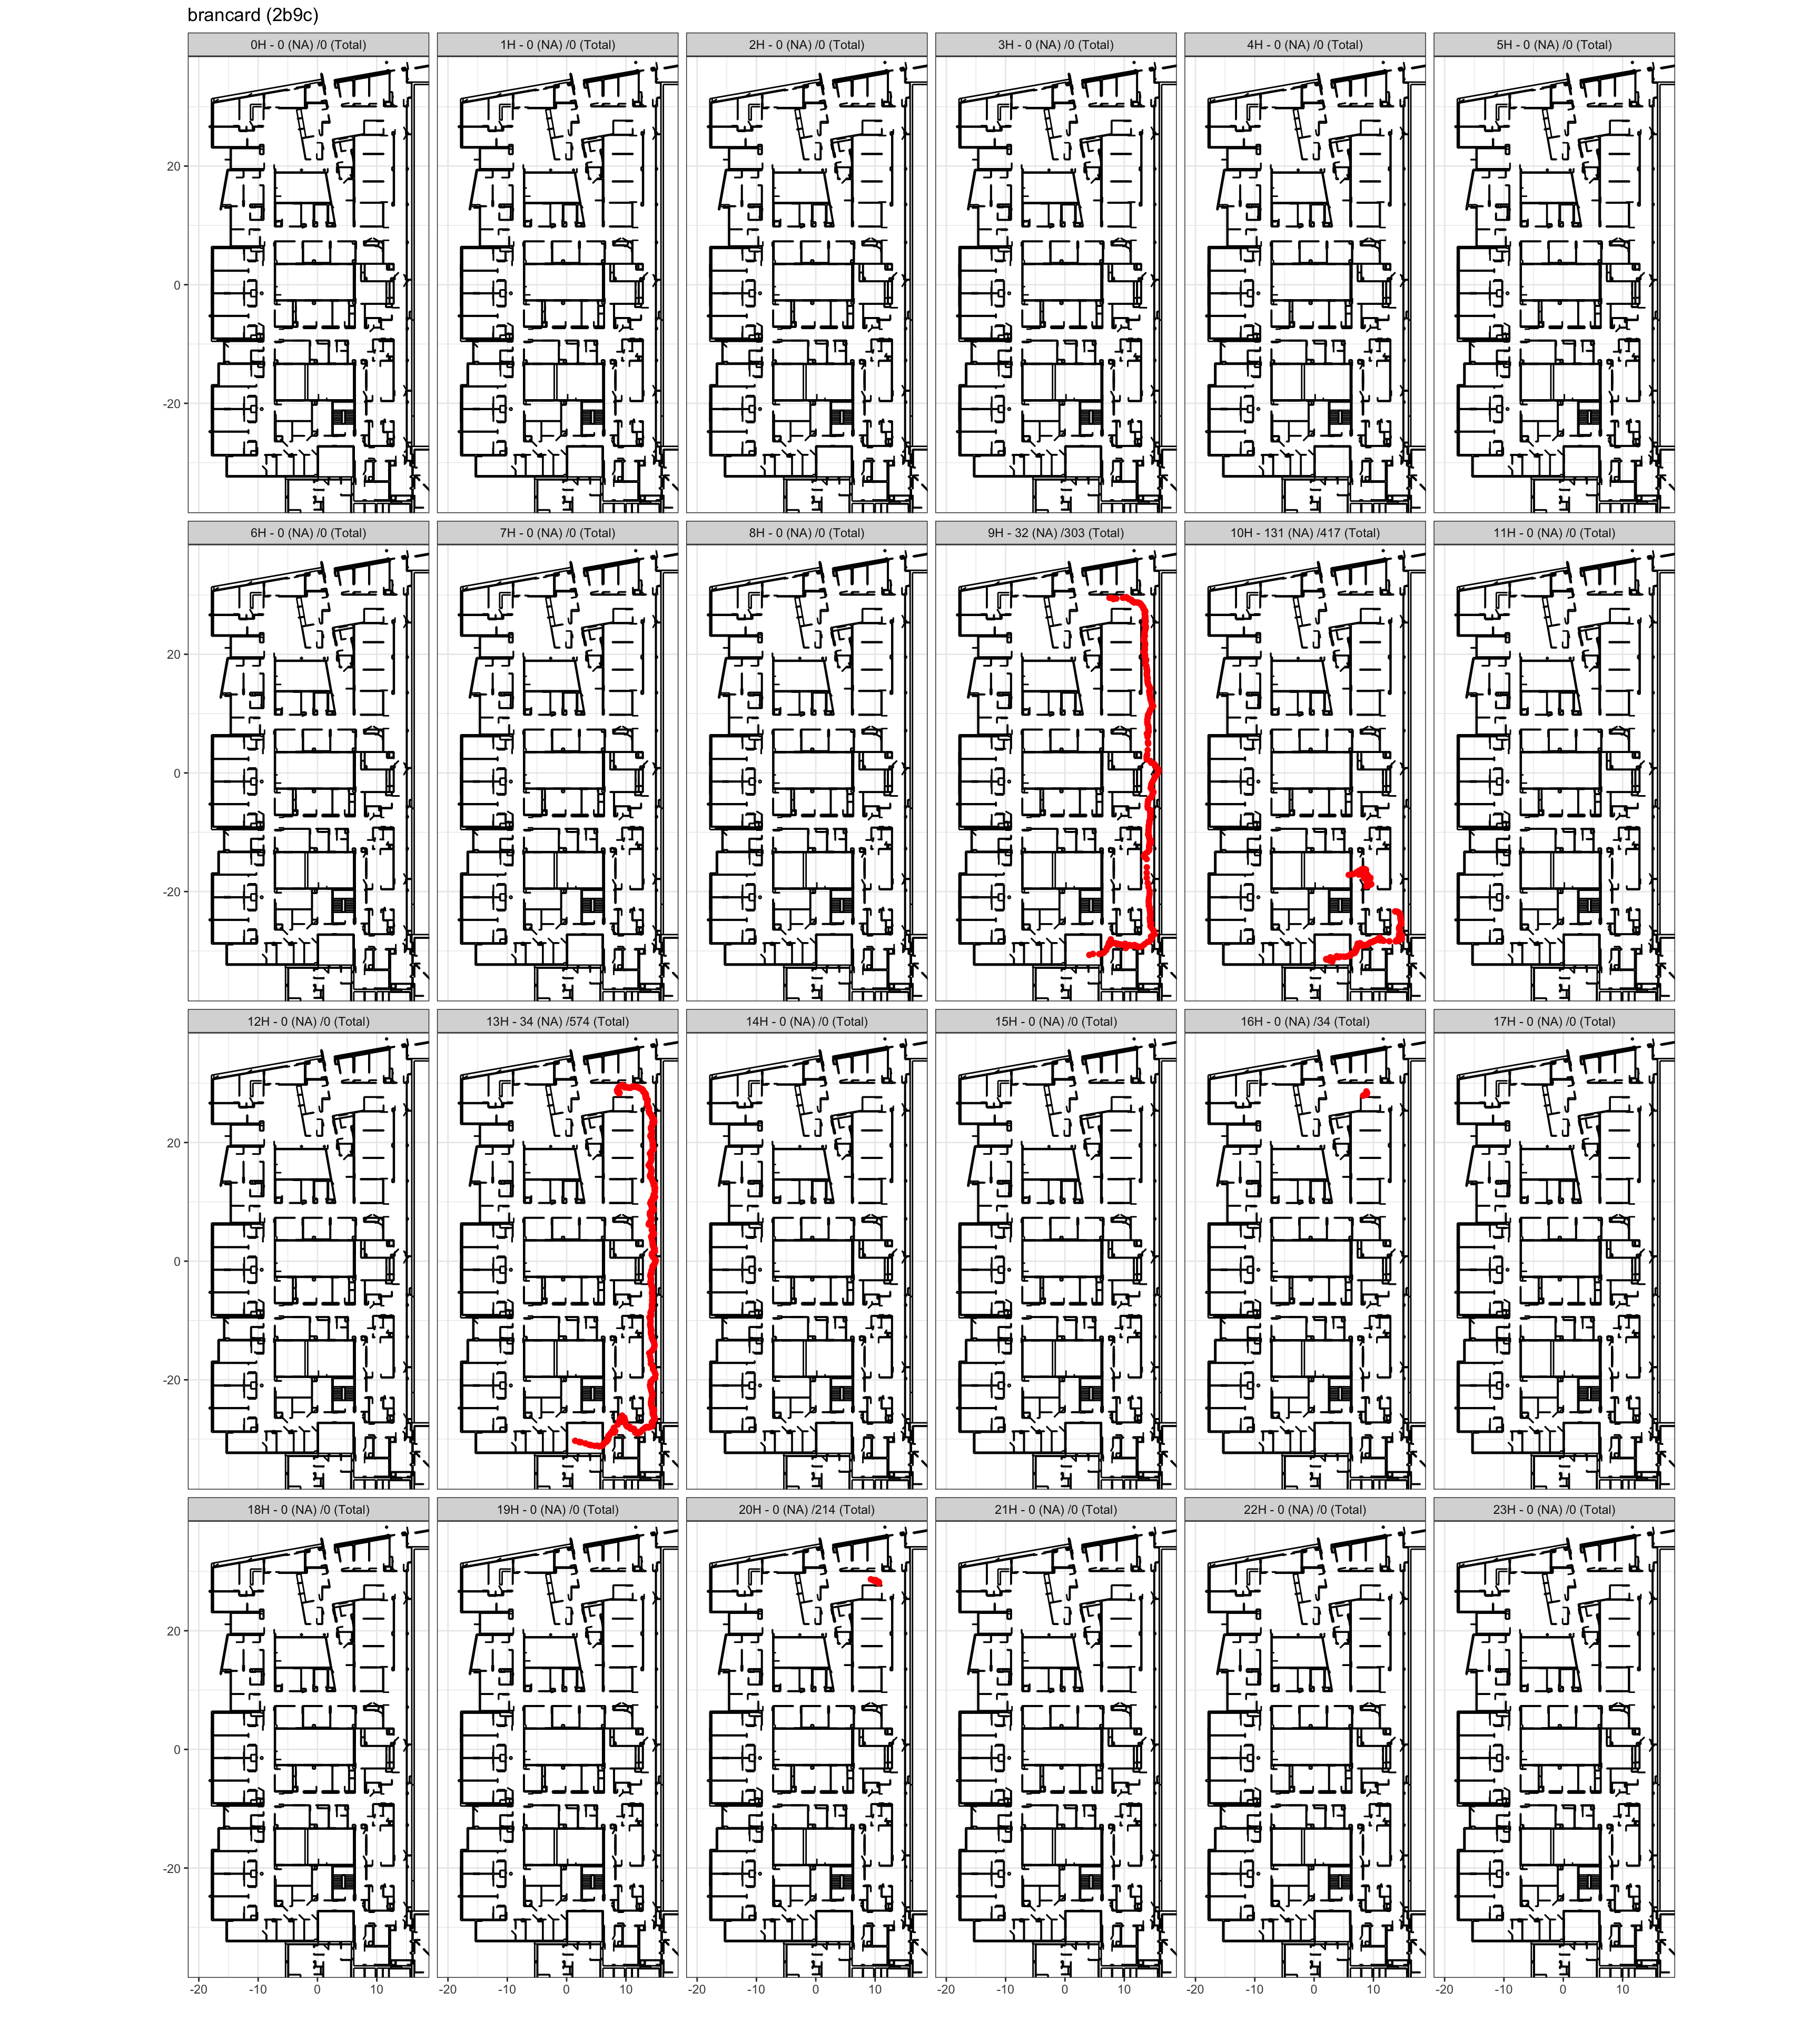 brancard (2b9c)
0H - 0 (NA) /0 (Total)
1H - 0 (NA) /0 (Total)
2H - 0 (NA) /0 (Total)
3H - 0 (NA) /0 (Total)
4H - 0 (NA) /0 (Total)
5H - 0 (NA) /0 (Total)
20
0
-20
6H - 0 (NA) /0 (Total)
7H - 0 (NA) /0 (Total)
8H - 0 (NA) /0 (Total)
9H - 32 (NA) /303 (Total)
10H - 131 (NA) /417 (Total)
11H - 0 (NA) /0 (Total)
20
0
-20
12H - 0 (NA) /0 (Total)
13H - 34 (NA) /574 (Total)
14H - 0 (NA) /0 (Total)
15H - 0 (NA) /0 (Total)
16H - 0 (NA) /34 (Total)
17H - 0 (NA) /0 (Total)
20
0
-20
18H - 0 (NA) /0 (Total)
19H - 0 (NA) /0 (Total)
20H - 0 (NA) /214 (Total)
21H - 0 (NA) /0 (Total)
22H - 0 (NA) /0 (Total)
23H - 0 (NA) /0 (Total)
20
0
-20
-20 -10 0 10
-20 -10 0 10
-20 -10 0 10
-20 -10 0 10
-20 -10 0 10
-20 -10 0 10